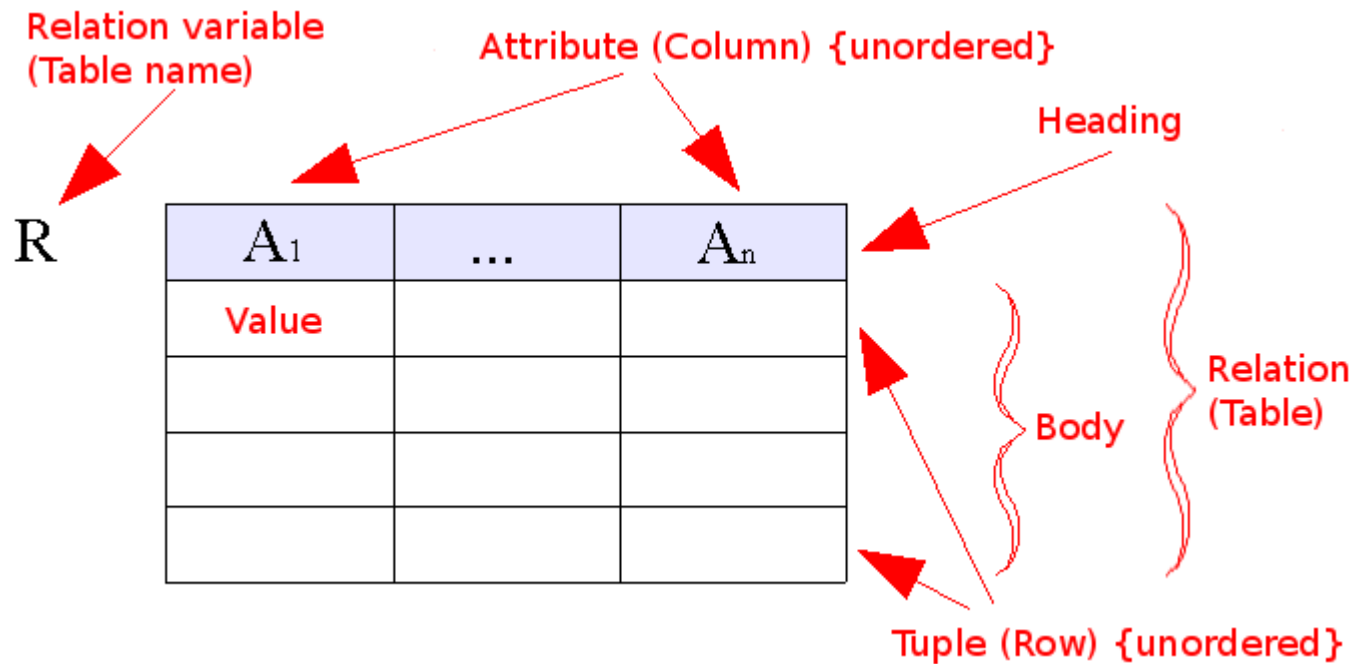 Relation variable
(Table name)
Attribute (Column) {unordered}
Heading
R
A₁ ... Aₙ
Value
Relation
(Table)
Body
Tuple (Row) {unordered}